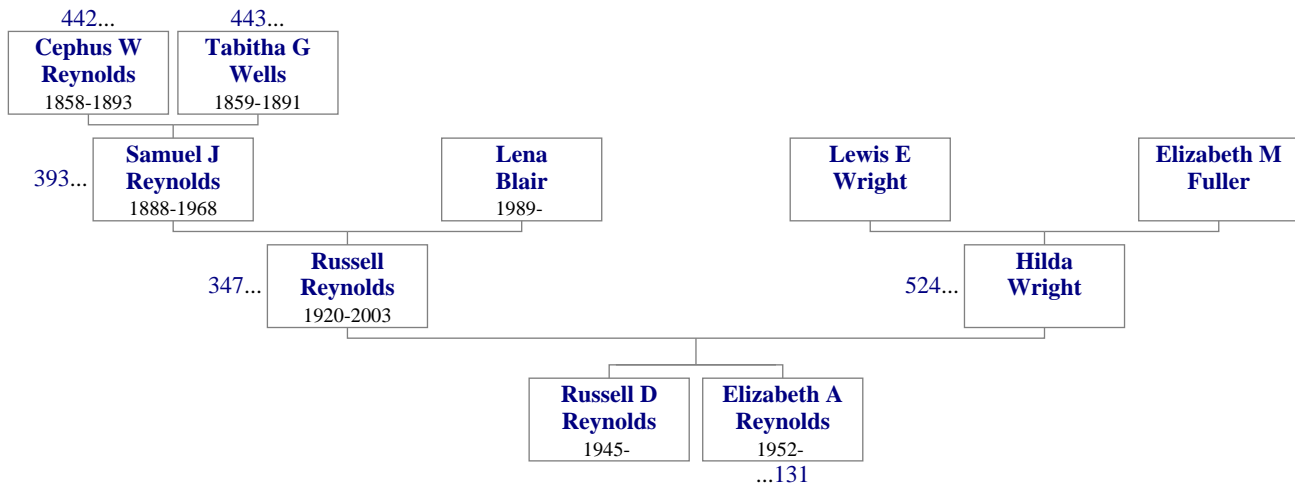 442...
443...
Cephus W
Reynolds
1858-1893
Tabitha G
Wells
1859-1891
393...
Samuel J
Reynolds
1888-1968
Lena
Blair
1989-
Lewis E
Wright
Elizabeth M
Fuller
347...
Russell
Reynolds
1920-2003
524...
Hilda
Wright
Russell D
Reynolds
1945-
Elizabeth A
Reynolds
1952-
...131